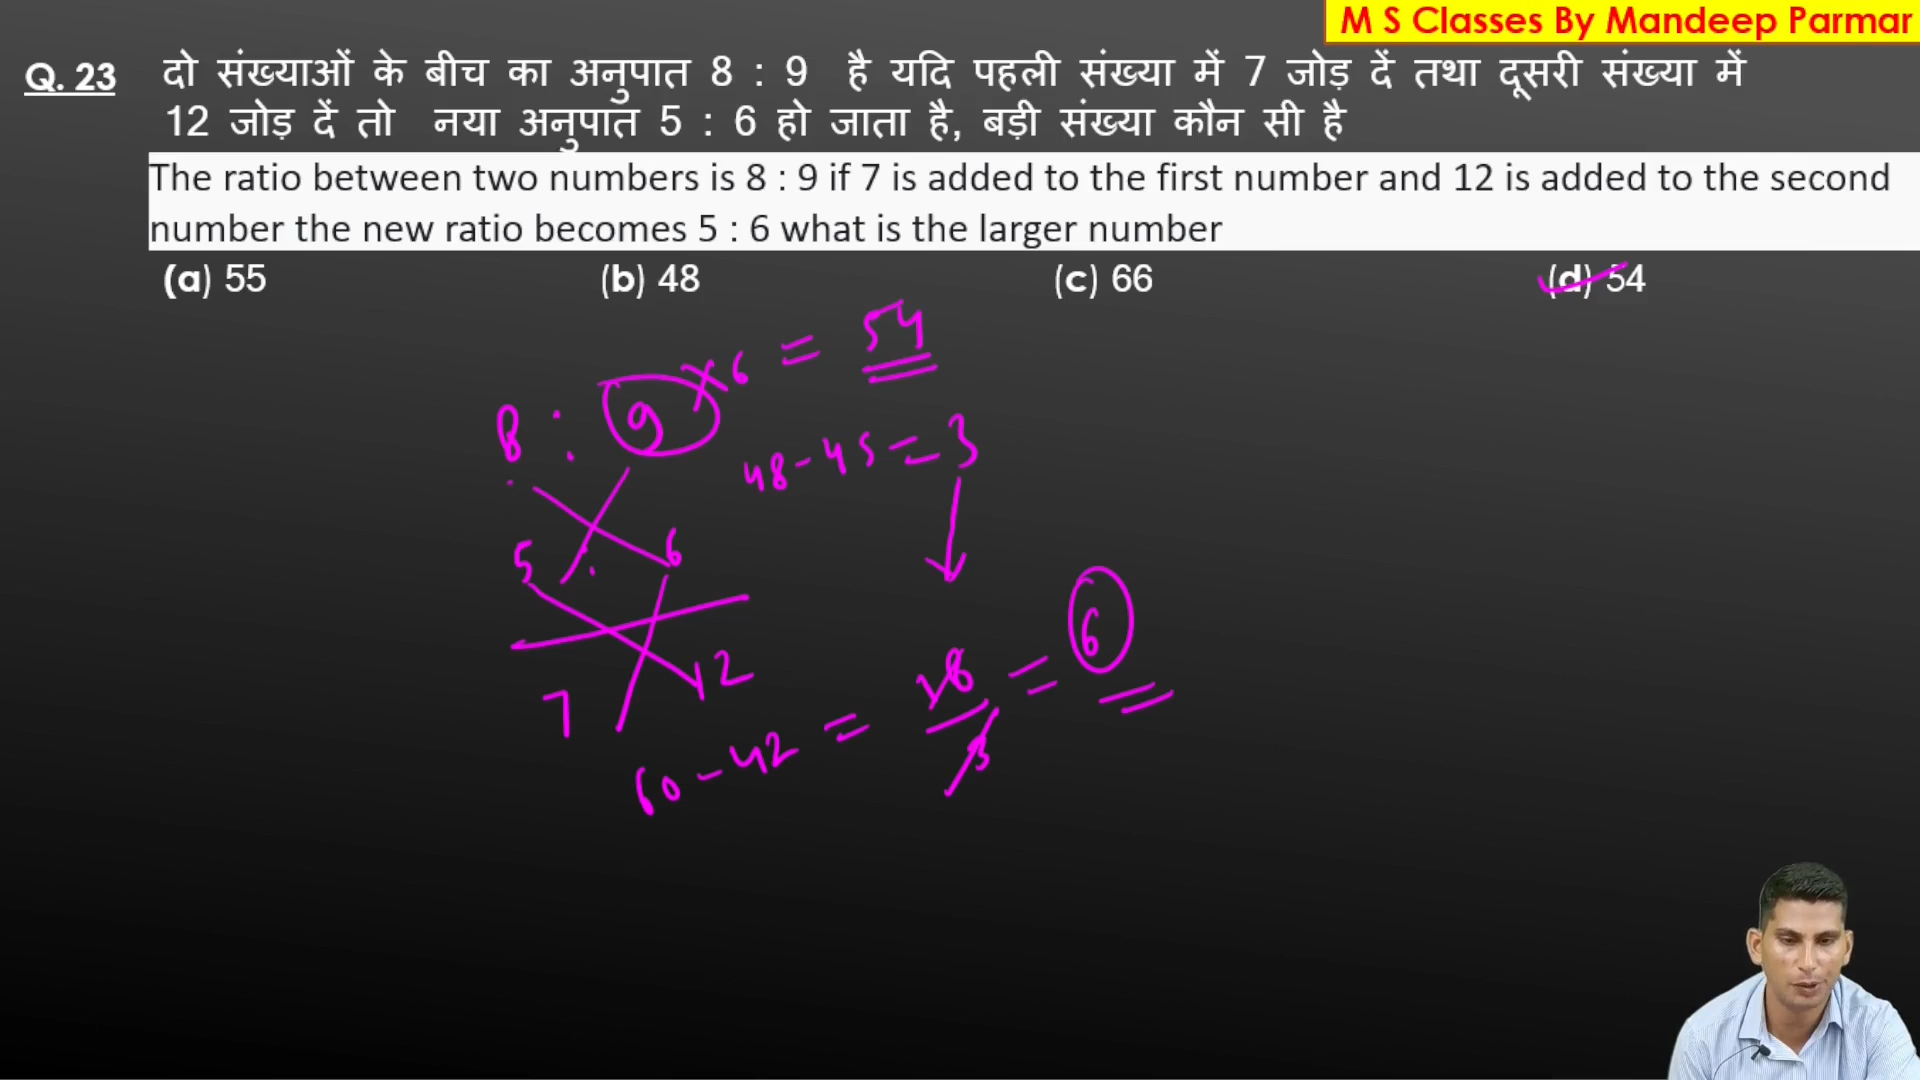 M S Classes By Mandeep Parmar
Q. 23 दो संख्याओं के बीच का अनुपात 8 : 9 है यदि पहली संख्या में 7 जोड़ दें तथा दूसरी संख्या में
12 जोड़ दें तो नया अनुपात 5 : 6 हो जाता है, बड़ी संख्या कौन सी है
The ratio between two numbers is 8 : 9 if 7 is added to the first number and 12 is added to the second
number the new ratio becomes 5 : 6 what is the larger number
(a) 55 (b) 48 (c) 66 (d) 54
8 : 9 × 6 = 54
48 - 45 = 3
5 : 6
7 12
60 - 42 = 18/3 = 6